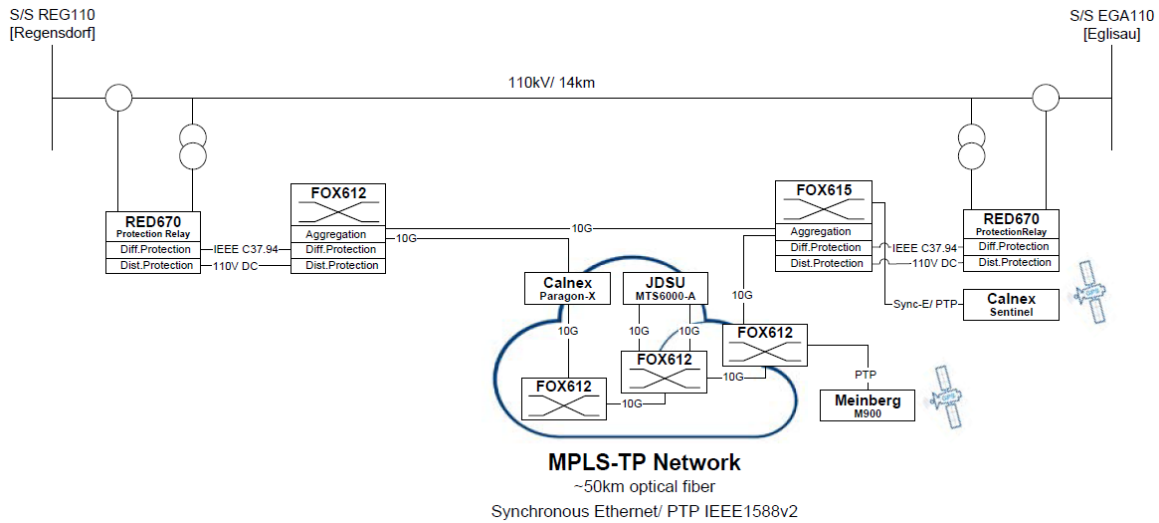 S/S REG110
[Regensdorf]
S/S EGA110
[Eglisau]
110kV/ 14km
FOX612
Aggregation
Diff.Protection
Dist.Protection
FOX615
Aggregation
Diff.Protection
Dist.Protection
RED670
Protection Relay
Diff.Protection
Dist.Protection
RED670
ProtectionRelay
Diff.Protection
Dist.Protection
IEEE C37.94
110V DC
10G
10G
IEEE C37.94
110V DC
Calnex
Paragon-X
JDSU
MTS6000-A
10G
Sync-E/ PTP
Calnex
Sentinel
GPS
10G
10G
10G
FOX612
FOX612
FOX612
10G
10G
PTP
Meinberg
M900
GPS
MPLS-TP Network
~50km optical fiber
Synchronous Ethernet/ PTP IEEE1588v2